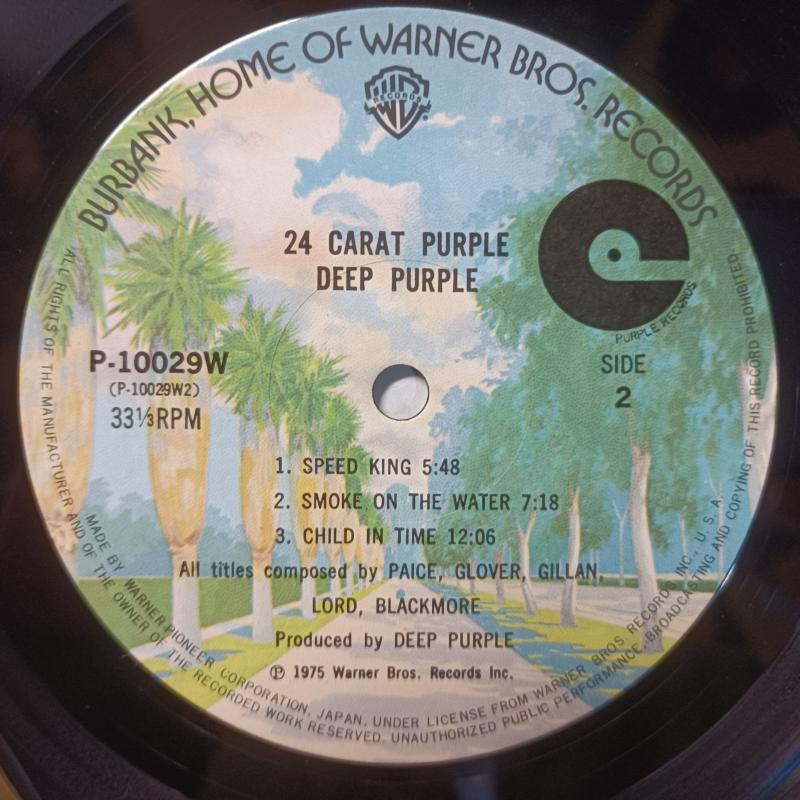 BURBANK, HOME OF WARNER BROS. RECORDS
RECORDS
24 CARAT PURPLE
DEEP PURPLE
PURPLE RECORDS
P-10029W
(P-10029W2)
33⅓RPM
SIDE
2
1. SPEED KING 5:48
2. SMOKE ON THE WATER 7:18
3. CHILD IN TIME 12:06
All titles composed by PAICE, GLOVER, GILLAN,
LORD, BLACKMORE
Produced by DEEP PURPLE
Ⓟ 1975 Warner Bros. Records Inc.
MADE BY WARNER-PIONEER CORPORATION, JAPAN, UNDER LICENSE FROM WARNER BROS. RECORDS INC., U.S.A.
ALL RIGHTS OF THE MANUFACTURER AND OF THE OWNER OF THE RECORDED WORK RESERVED. UNAUTHORIZED PUBLIC PERFORMANCE, BROADCASTING AND COPYING OF THIS RECORD PROHIBITED.